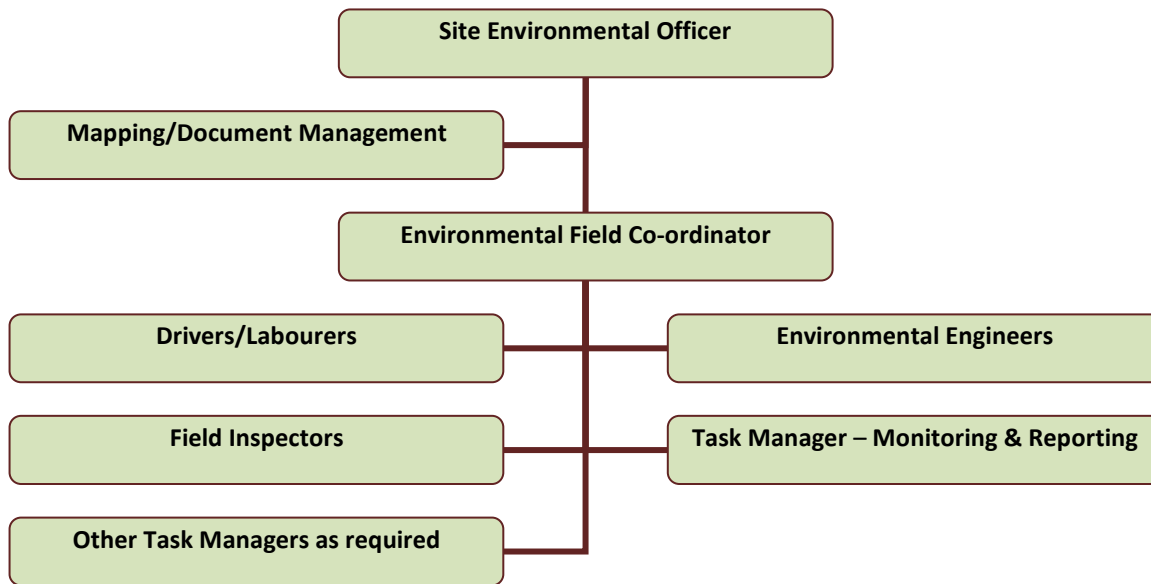 Site Environmental Officer
Mapping/Document Management
Environmental Field Co-ordinator
Drivers/Labourers
Environmental Engineers
Field Inspectors
Task Manager – Monitoring & Reporting
Other Task Managers as required